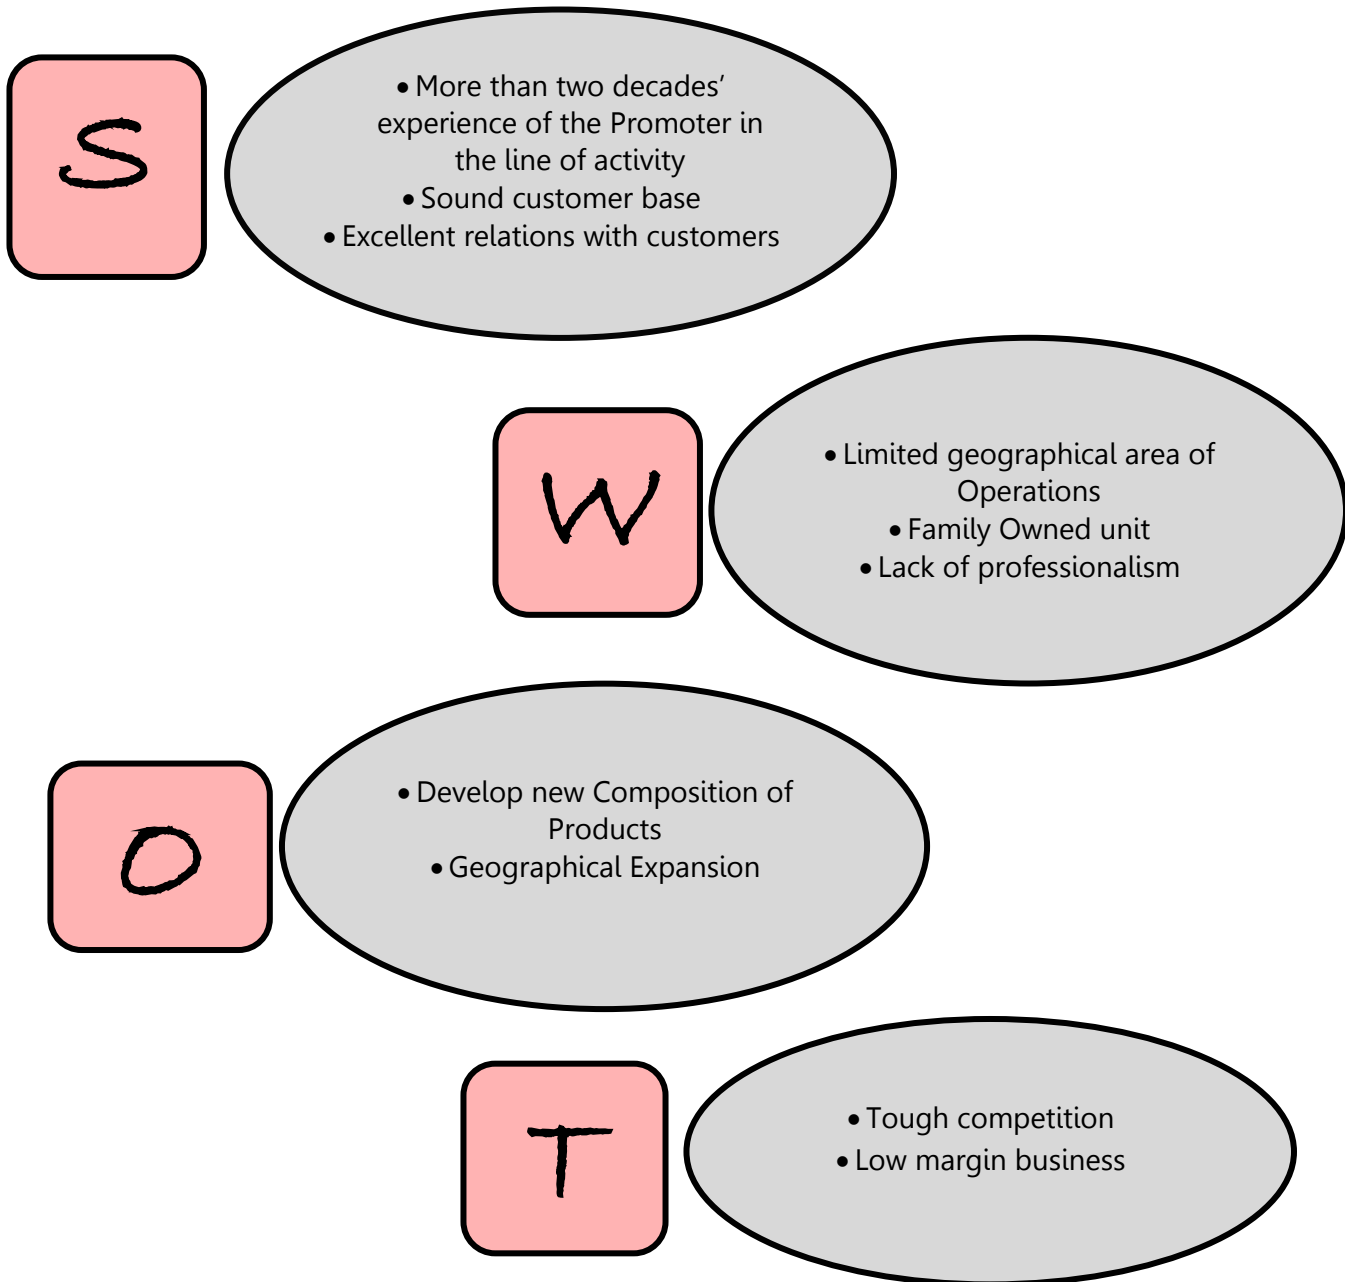 S
• More than two decades’
experience of the Promoter in
the line of activity
• Sound customer base
• Excellent relations with customers
W
• Limited geographical area of
Operations
• Family Owned unit
• Lack of professionalism
O
• Develop new Composition of
Products
• Geographical Expansion
T
• Tough competition
• Low margin business